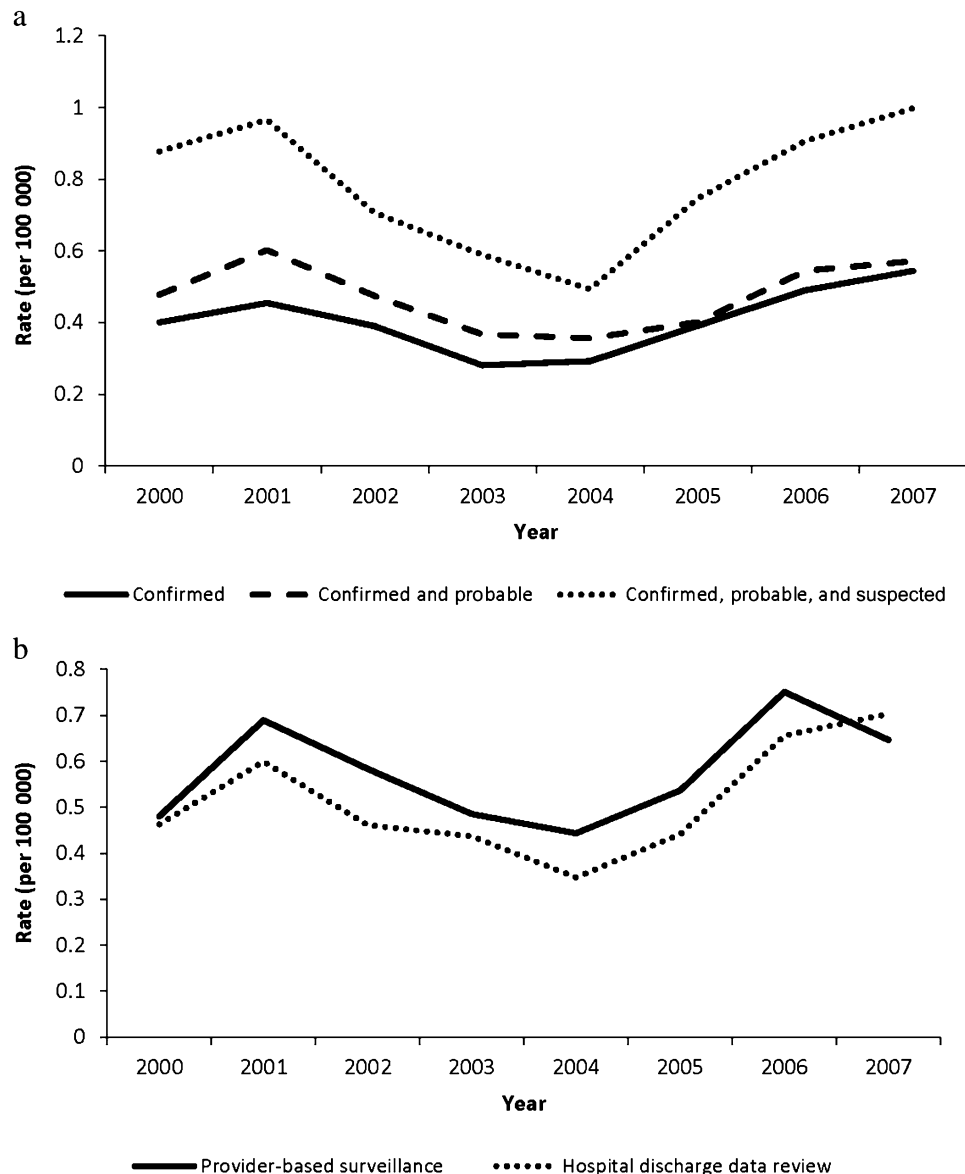 a
1.2
1
0.8
0.6
0.4
0.2
0
Rate (per 100 000)
2000 2001 2002 2003 2004 2005 2006 2007
Year
Confirmed Confirmed and probable Confirmed, probable, and suspected
b
0.8
0.7
0.6
0.5
0.4
0.3
0.2
0.1
0
Rate (per 100 000)
2000 2001 2002 2003 2004 2005 2006 2007
Year
Provider-based surveillance Hospital discharge data review